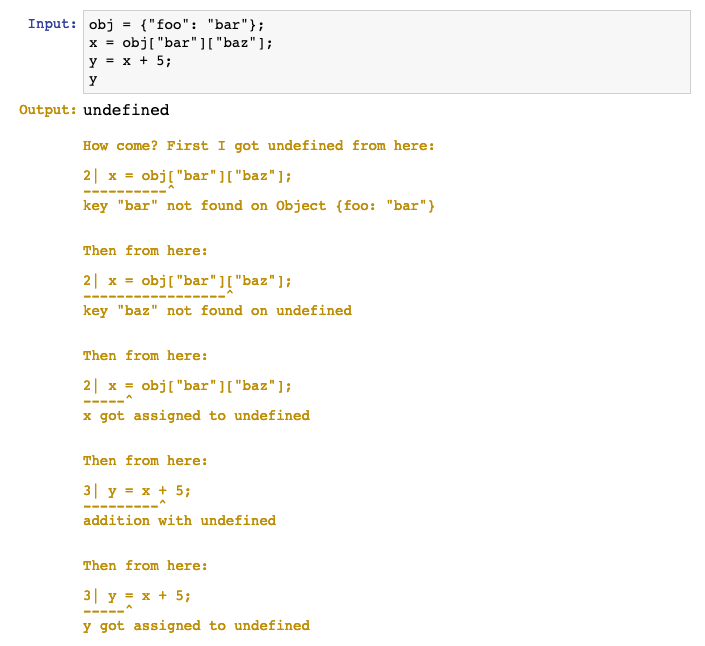 Input: obj = {"foo": "bar"};
x = obj["bar"]["baz"];
y = x + 5;
y
Output: undefined
How come? First I got undefined from here:
2| x = obj["bar"]["baz"];
----------^
key "bar" not found on Object {foo: "bar"}
Then from here:
2| x = obj["bar"]["baz"];
-----------------^
key "baz" not found on undefined
Then from here:
2| x = obj["bar"]["baz"];
-----^
x got assigned to undefined
Then from here:
3| y = x + 5;
---------^
addition with undefined
Then from here:
3| y = x + 5;
-----^
y got assigned to undefined